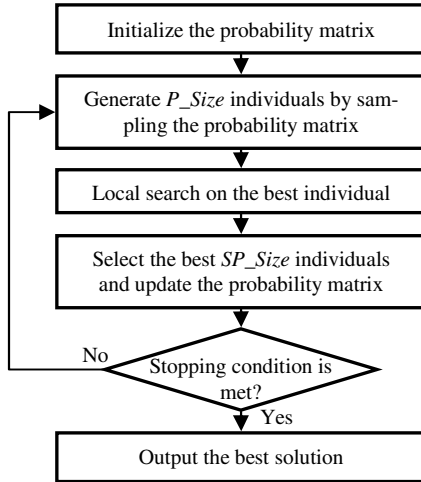 Initialize the probability matrix
Generate P_Size individuals by sam-
pling the probability matrix
Local search on the best individual
Select the best SP_Size individuals
and update the probability matrix
No
Stopping condition is
met?
Yes
Output the best solution